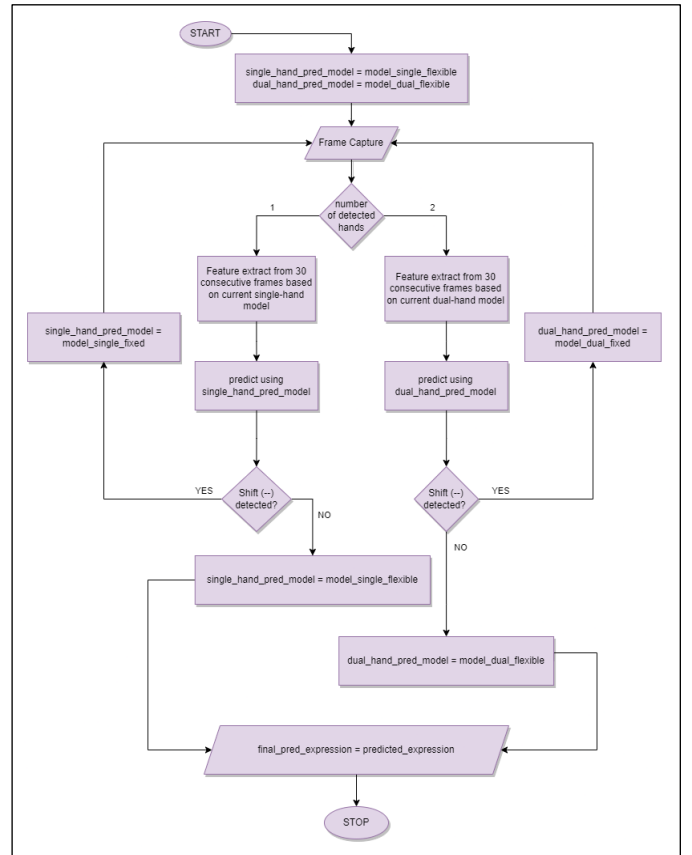 START
single_hand_pred_model = model_single_flexible
dual_hand_pred_model = model_dual_flexible
Frame Capture
number
of detected
hands
1
2
Feature extract from 30
consecutive frames based
on current single-hand
model
Feature extract from 30
consecutive frames based
on current dual-hand model
single_hand_pred_model =
model_single_fixed
dual_hand_pred_model =
model_dual_fixed
predict using
single_hand_pred_model
predict using
dual_hand_pred_model
Shift (--)
detected?
YES
NO
Shift (--)
detected?
YES
NO
single_hand_pred_model = model_single_flexible
dual_hand_pred_model = model_dual_flexible
final_pred_expression = predicted_expression
STOP